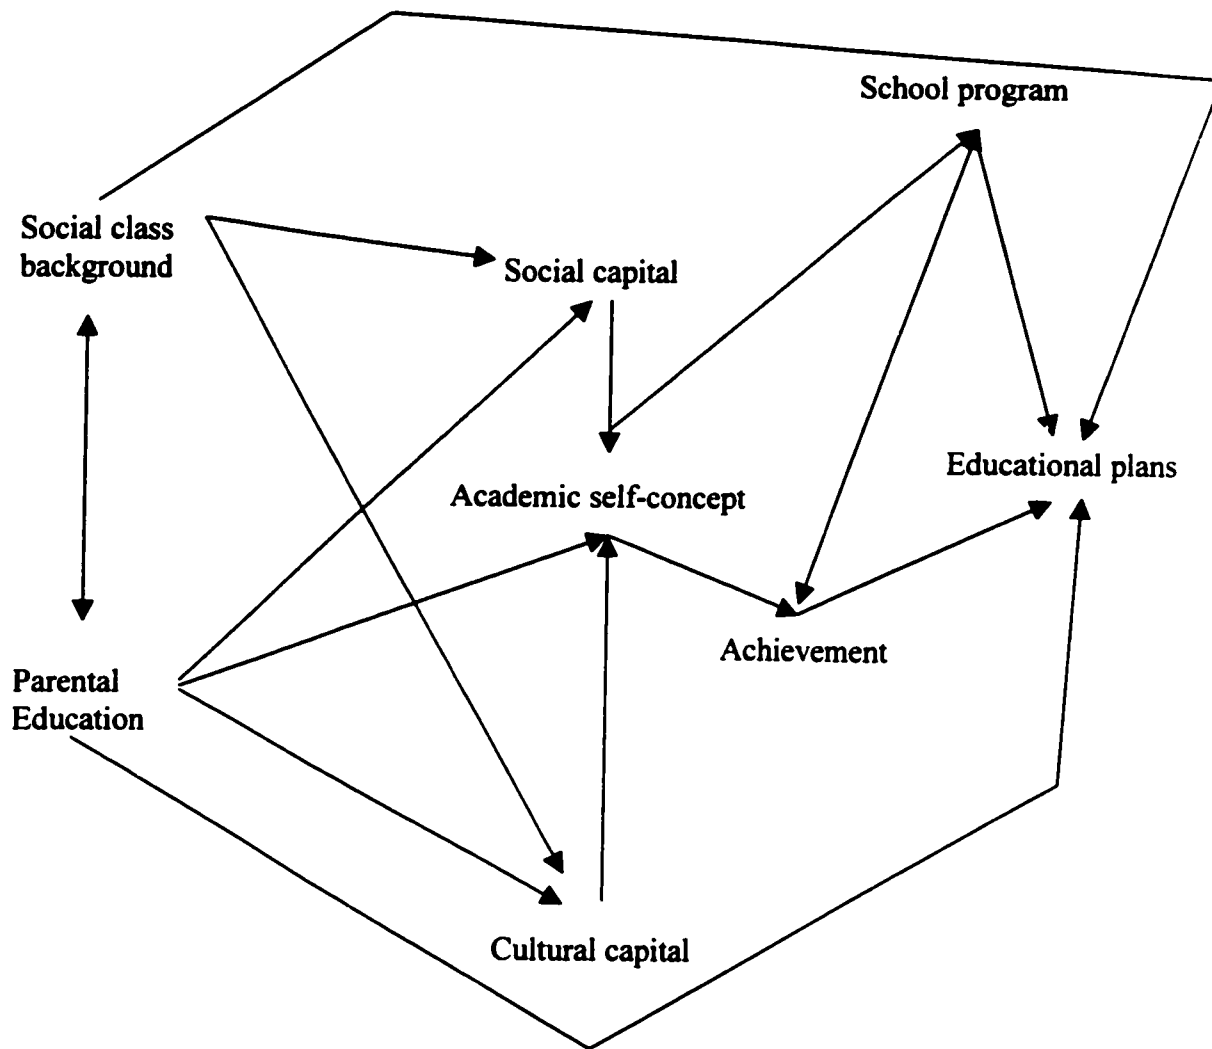 School program
Social class
background
Social capital
Educational plans
Academic self-concept
Achievement
Parental
Education
Cultural capital